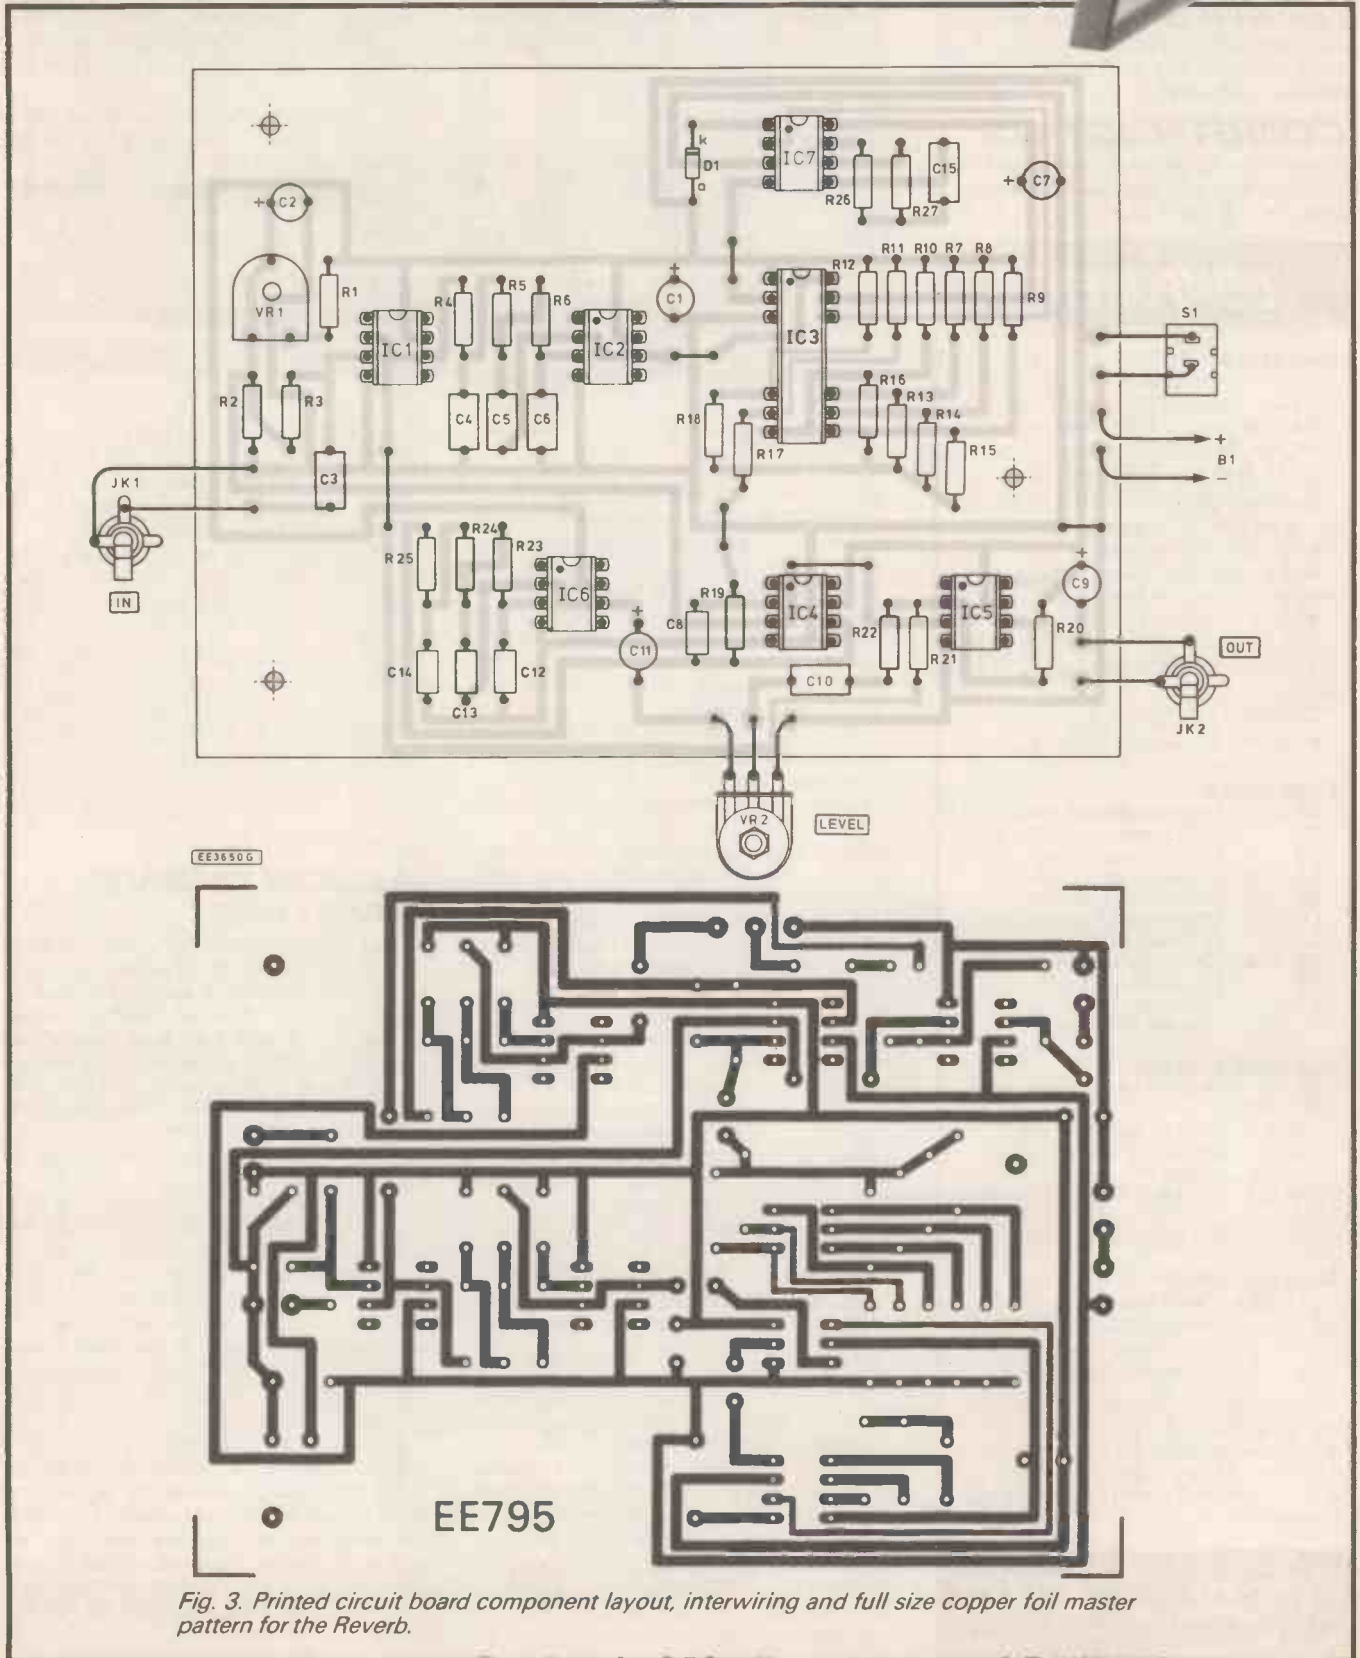 k
D1
a
IC7
R26
R27
C15
+ C7
+ C2
VR1
R1
R4
R5
R6
+
C1
R12
R11
R10
R7
R8
R9
IC1
IC2
IC3
S1
R2
R3
C4
C5
C6
R18
R17
R16
R13
R14
R15
+
B1
-
JK1
C3
IN
R25
R24
R23
IC6
+
C11
C8
R19
IC4
R22
R21
IC5
R20
+
C9
OUT
C14
C13
C12
C10
JK2
VR2
LEVEL
EE3650G
EE795
Fig. 3. Printed circuit board component layout, interwiring and full size copper foil master
pattern for the Reverb.